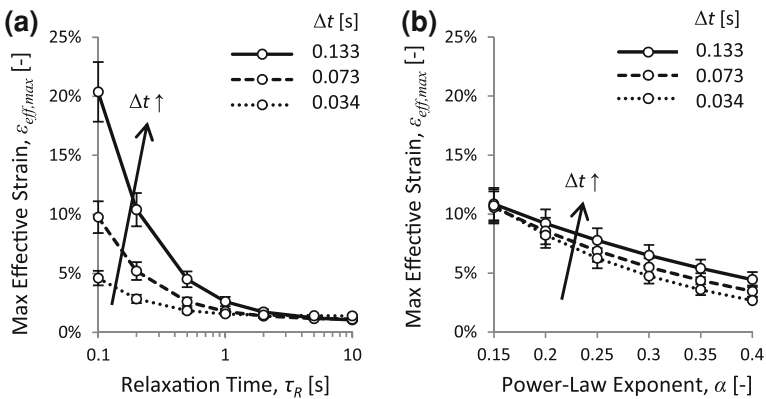 (a)
Δt [s]
0.133
0.073
0.034
Δt ↑
Max Effective Strain, εeff,max [-]
25%
20%
15%
10%
5%
0%
0.1
1
10
Relaxation Time, τR [s]
(b)
Δt [s]
0.133
0.073
0.034
Δt ↑
Max Effective Strain, εeff,max [-]
25%
20%
15%
10%
5%
0%
0.15
0.2
0.25
0.3
0.35
0.4
Power-Law Exponent, α [-]